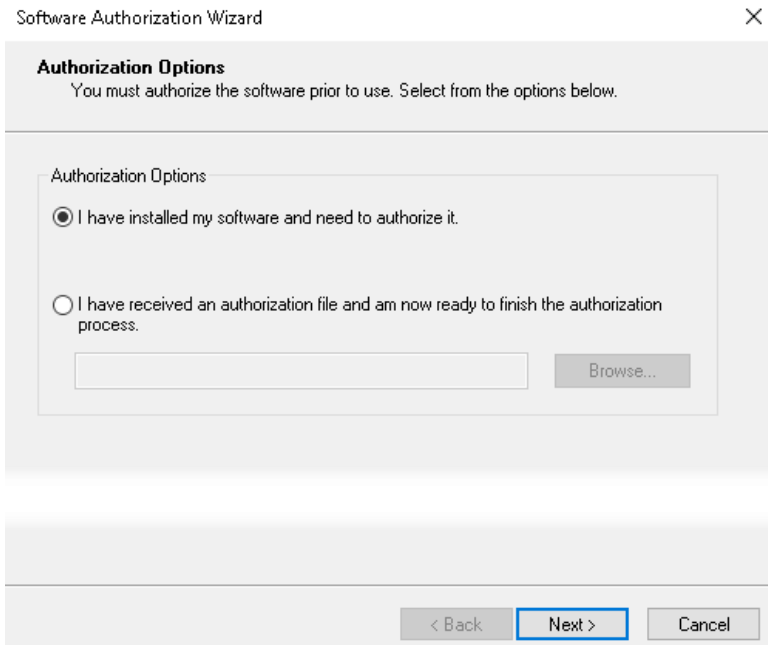 Software Authorization Wizard
Authorization Options
You must authorize the software prior to use. Select from the options below.
Authorization Options
I have installed my software and need to authorize it.
I have received an authorization file and am now ready to finish the authorization
process.
Browse...
< Back
Next >
Cancel